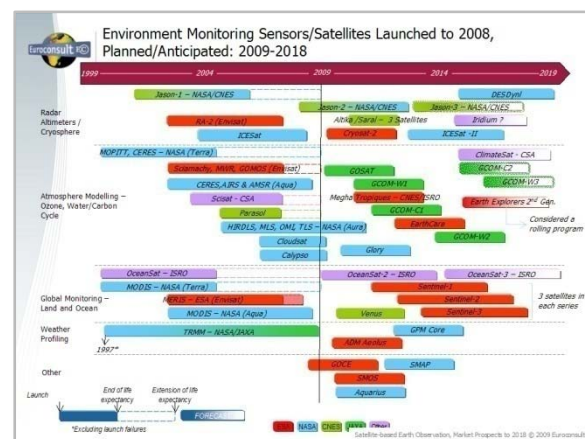 Euroconsult
Environment Monitoring Sensors/Satellites Launched to 2008,
Planned/Anticipated: 2009-2018
1999 2004 2009 2014 2019
Jason-1 – NASA/CNES
DESDynI
Jason-2 – NASA/CNES
Jason-3 – NASA/CNES
Radar
Altimeters /
Cryosphere
RA-2 (Envisat)
Altika/Saral – 3 Satellites
Iridium ?
ICESat
Cryosat-2
ICESat -II
MOPITT, CERES – NASA (Terra)
ClimateSat - CSA
Sciamachy, MWR, GOMOS (Envisat)
GOSAT
GCOM-C2
CERES,AIRS & AMSR (Aqua)
GCOM-W1
GCOM-W3
Atmosphere Modelling –
Ozone, Water/Carbon
Cycle
Scisat - CSA
Megha Tropiques – CNES/ISRO
Earth Explorers 2nd Gen.
Parasol
GCOM-C1
Considered a
rolling program
HIRDLS, MLS, OMI, TLS – NASA (Aura)
EarthCare
Cloudsat
GCOM-W2
Calypso
Glory
OceanSat – ISRO
OceanSat-2 – ISRO
OceanSat-3 – ISRO
MODIS – NASA (Terra)
Sentinel-1
Global Monitoring –
Land and Ocean
MERIS – ESA (Envisat)
Sentinel-2
3 satellites in
each series
MODIS – NASA (Aqua)
Venus
Sentinel-3
Weather
Profiling
TRMM – NASA/JAXA
GPM Core
1997*
ADM Aeolus
Other
GOCE
SMAP
SMOS
Aquarius
Launch
End of life
expectancy
Extension of life
expectancy
FORECAST
ESA NASA CNES JAXA Other
*Excluding launch failures
Satellite-based Earth Observation, Market Prospects to 2018 © 2009 Euroconsult